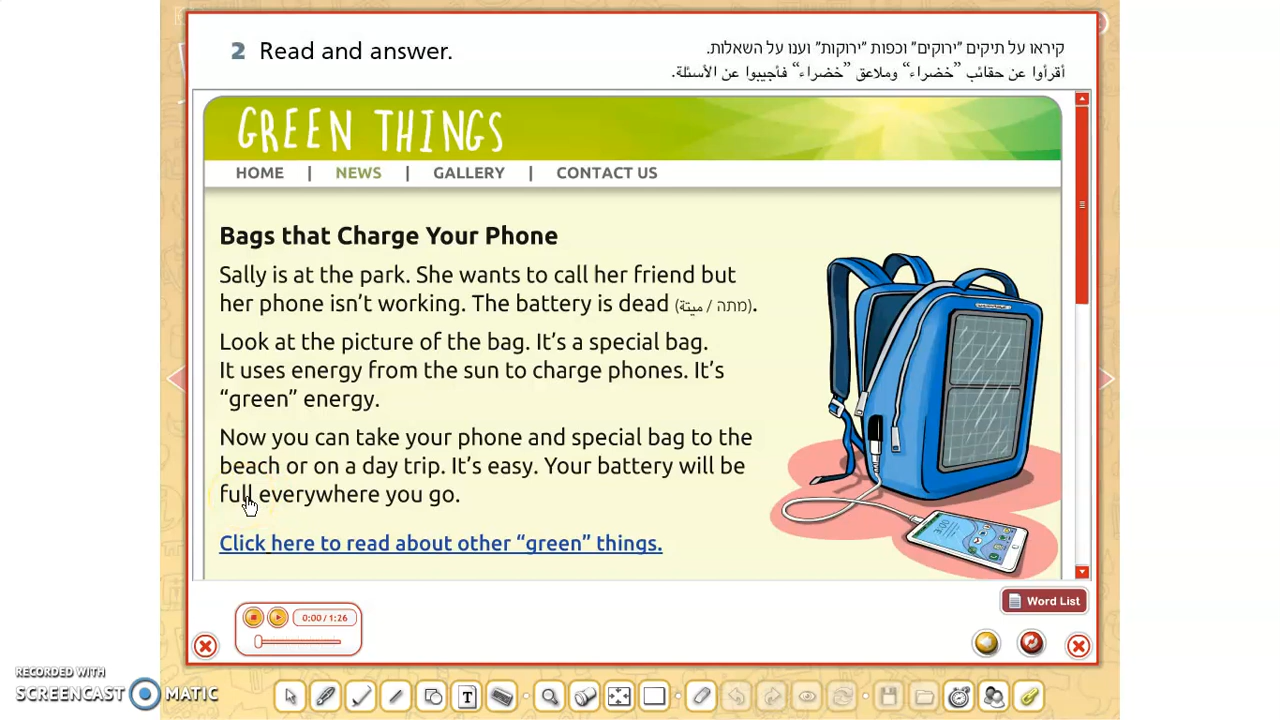 2 Read and answer.
קיראו על תיקים "ירוקים" וכפות "ירוקות" וענו על השאלות.
أقرأوا عن حقائب "خضراء" وملاعق "خضراء" فأجيبوا عن الأسئلة.
GREEN THINGS
HOME | NEWS | GALLERY | CONTACT US
Bags that Charge Your Phone
Sally is at the park. She wants to call her friend but
her phone isn't working. The battery is dead (מתה / ميتة).
Look at the picture of the bag. It's a special bag.
It uses energy from the sun to charge phones. It's
“green” energy.
Now you can take your phone and special bag to the
beach or on a day trip. It's easy. Your battery will be
full everywhere you go.
Click here to read about other “green” things.
Word List
0:00 / 1:26
RECORDED WITH
SCREENCAST MATIC
T